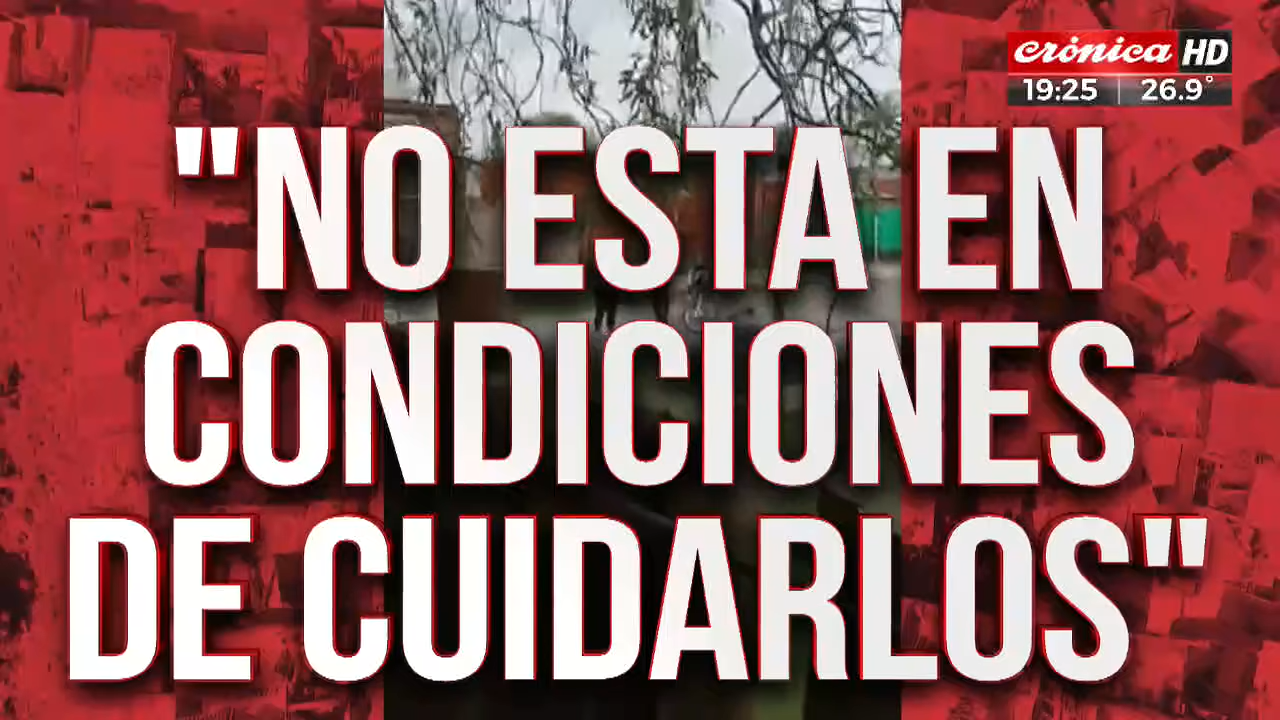 crónica HD
19:25 26.9°
"NO ESTA EN
CONDICIONES
DE CUIDARLOS"